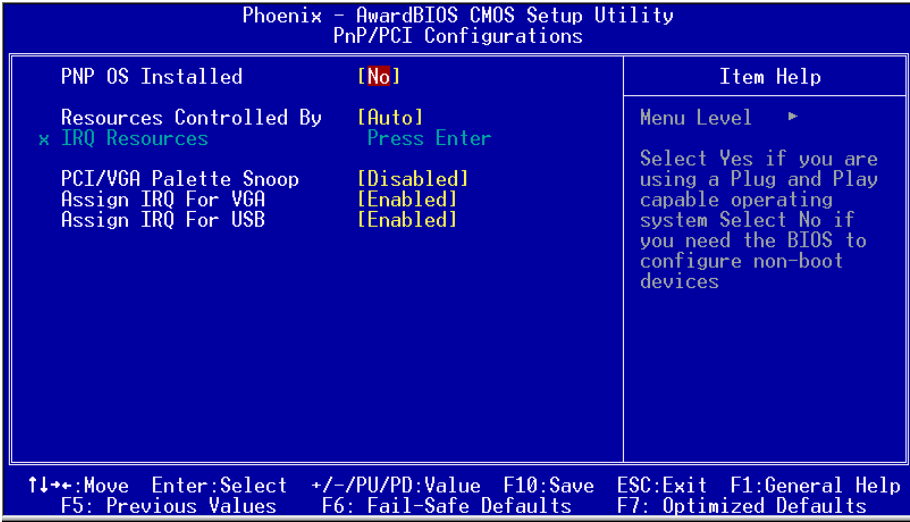 Phoenix - AwardBIOS CMOS Setup Utility
PnP/PCI Configurations
PNP OS Installed [No]
Resources Controlled By [Auto]
x IRQ Resources Press Enter
PCI/VGA Palette Snoop [Disabled]
Assign IRQ For VGA [Enabled]
Assign IRQ For USB [Enabled]
Item Help
Menu Level ►
Select Yes if you are
using a Plug and Play
capable operating
system Select No if
you need the BIOS to
configure non-boot
devices
↑↓→←:Move Enter:Select +/-/PU/PD:Value F10:Save ESC:Exit F1:General Help
F5: Previous Values F6: Fail-Safe Defaults F7: Optimized Defaults